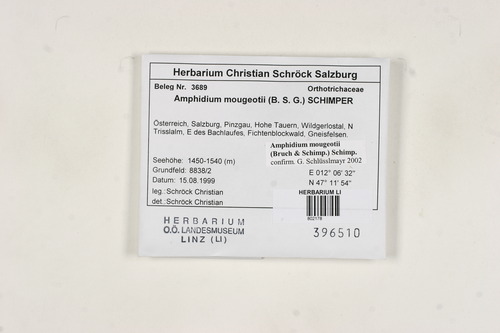 Herbarium Christian Schröck Salzburg
Beleg Nr. 3689 Orthotrichaceae
Amphidium mougeotii (B. S. G.) SCHIMPER
Österreich, Salzburg, Pinzgau, Hohe Tauern, Wildgerlostal, N
Trisslalm, E des Bachlaufes, Fichtenblockwald, Gneisfelsen.
Amphidium mougeotii
(Bruch & Schimp.) Schimp.
confirm. G. Schlüsslmayr 2002
Seehöhe: 1450-1540 (m)
Grundfeld: 8838/2
Datum: 15.08.1999
leg.: Schröck Christian
det.: Schröck Christian
E 012° 06' 32"
N 47° 11' 54"
HERBARIUM LI
802178
HERBARIUM
O.Ö. LANDESMUSEUM
LINZ (LI)
396510